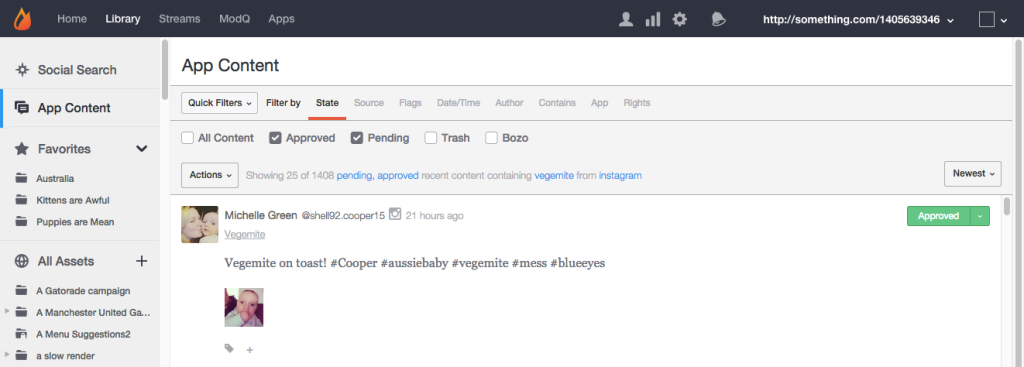 Home Library Streams ModQ Apps http://something.com/1405639346
Social Search
App Content
Favorites
Australia
Kittens are Awful
Puppies are Mean
All Assets
A Gatorade campaign
A Manchester United Ga...
A Menu Suggestions2
a slow render
App Content
Quick Filters Filter by State Source Flags Date/Time Author Contains App Rights
All Content Approved Pending Trash Bozo
Actions Showing 25 of 1408 pending, approved recent content containing vegemite from instagram Newest
Michelle Green @shell92.cooper15 21 hours ago Approved
Vegemite
Vegemite on toast! #Cooper #aussiebaby #vegemite #mess #blueeyes